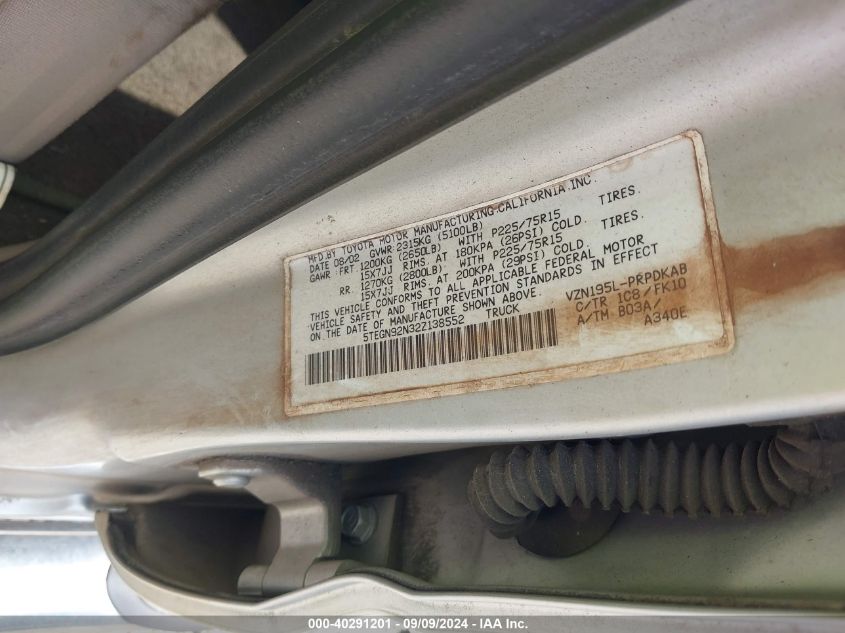 MFD.BY TOYOTA MOTOR MANUFACTURING.CALIFORNIA.INC.
DATE 08/02 GVWR 2315KG (5100LB)
GAWR FRT 1200KG (2650LB) WITH P225/75R15 TIRES.
15X7JJ RIMS. AT 180KPA (26PSI) COLD.
RR. 1270KG (2800LB) WITH P225/75R15 TIRES.
15X7JJ RIMS. AT 200KPA (29PSI) COLD.
THIS VEHICLE CONFORMS TO ALL APPLICABLE FEDERAL MOTOR
VEHICLE SAFETY AND THEFT PREVENTION STANDARDS IN EFFECT
ON THE DATE OF MANUFACTURE SHOWN ABOVE.
5TEGN92N32Z138552 TRUCK
VZN195L-PRPDKAB
C/TR 1C8 / FK10
A/TM B03A/
A340E
000-40291201 - 09/09/2024 - IAA Inc.